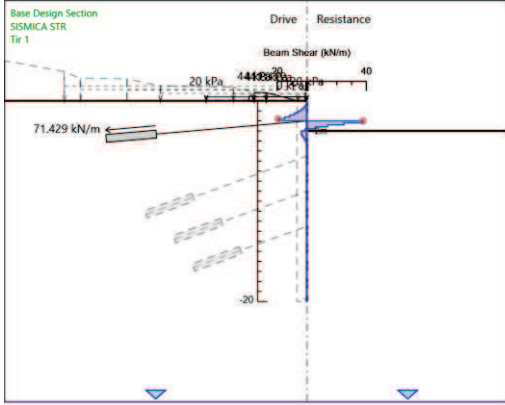 Base Design Section
SISMICA STR
Tir 1
Drive
Resistance
Beam Shear (kN/m)
20
40
20 kPa
71.429 kN/m
-2m
-20